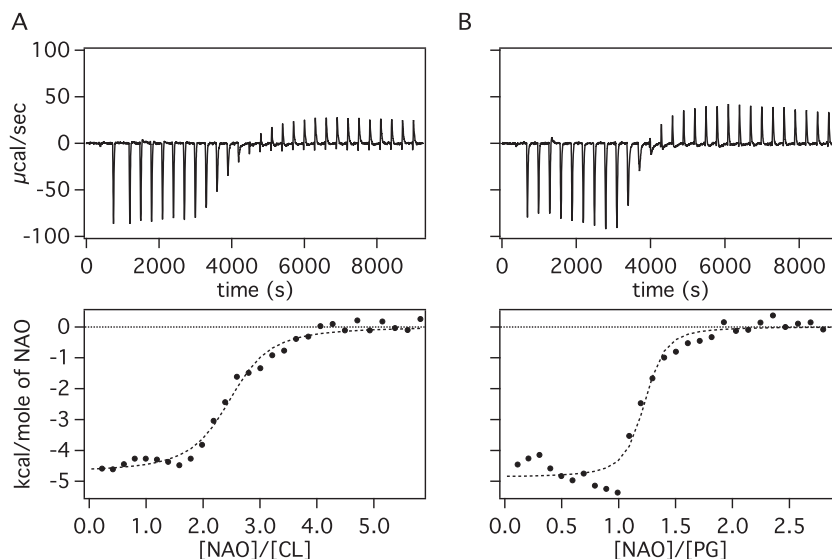 A
B
100
50
0
-50
-100
µcal/sec
0 2000 4000 6000 8000
time (s)
0 2000 4000 6000 8000
time (s)
0
-1
-2
-3
-4
-5
kcal/mole of NAO
0.0 1.0 2.0 3.0 4.0 5.0
[NAO]/[CL]
0.0 0.5 1.0 1.5 2.0 2.5
[NAO]/[PG]